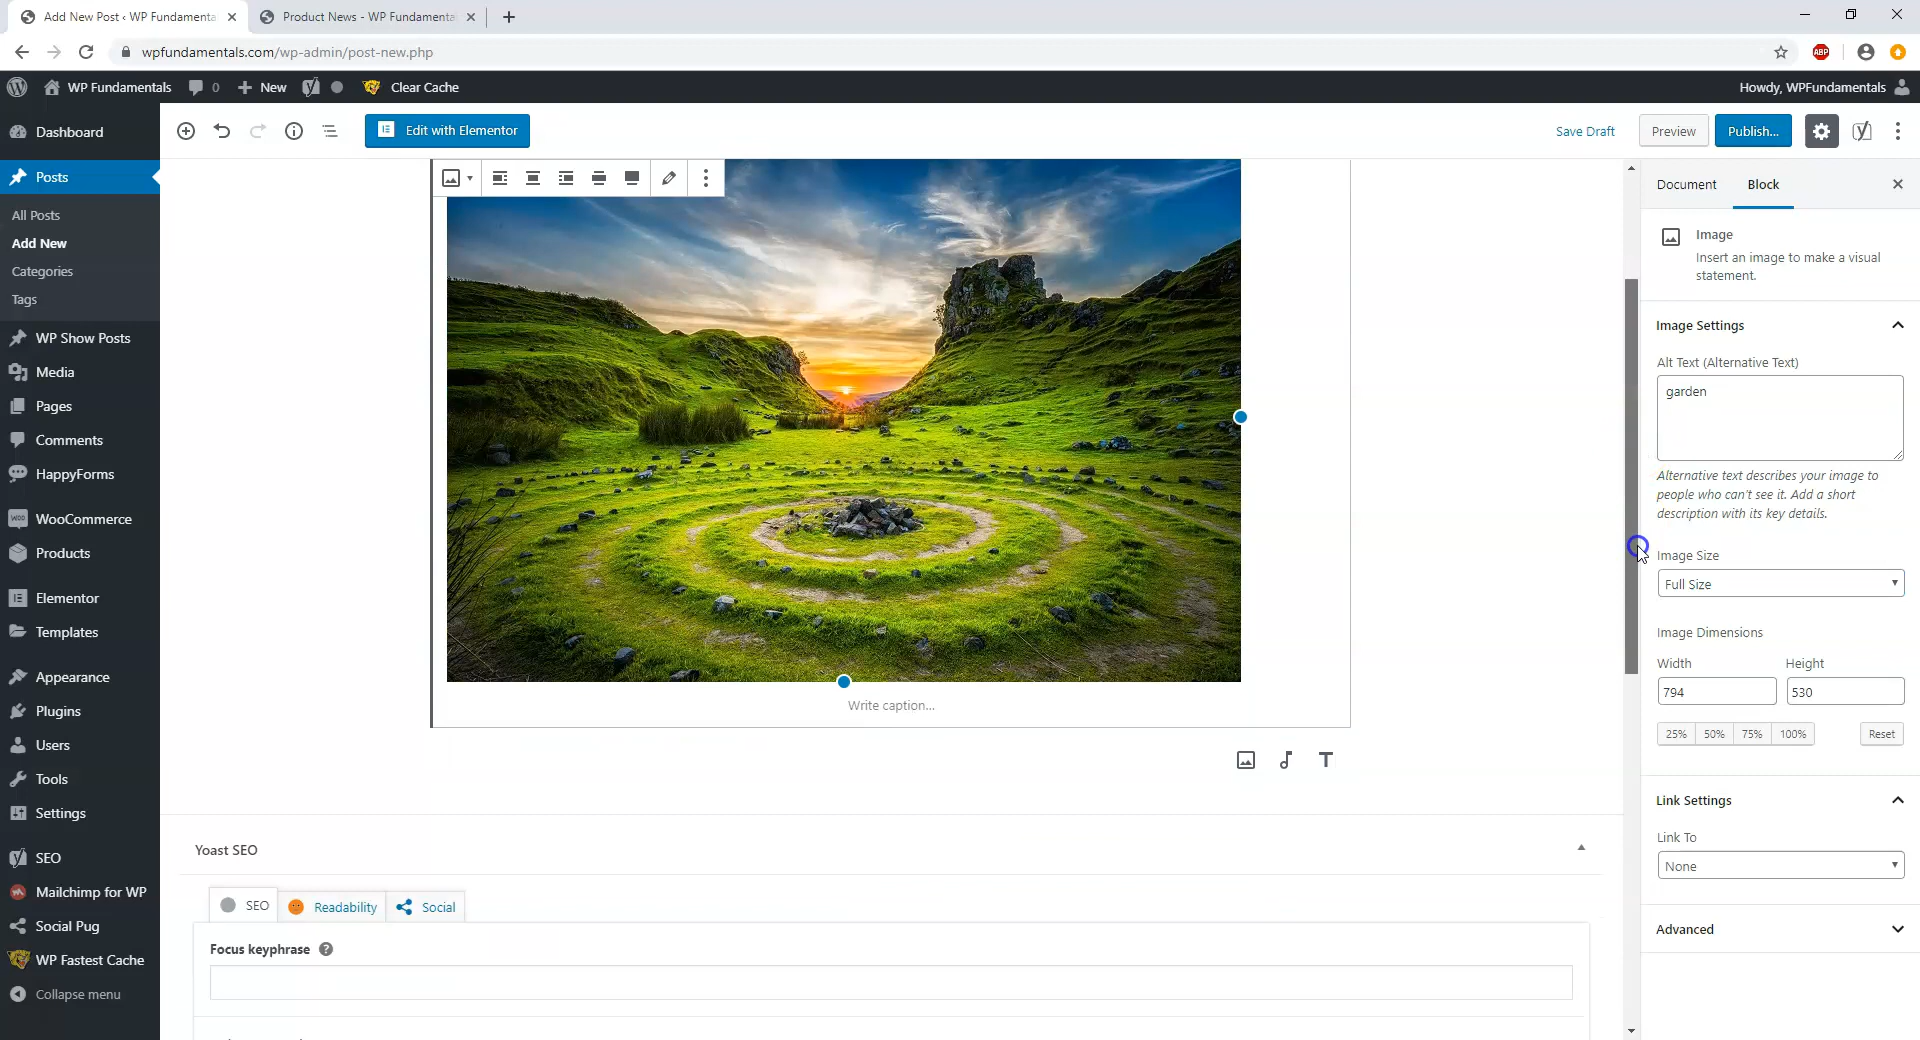 Add New Post ‹ WP Fundamenta
Product News - WP Fundamenta
wpfundamentals.com/wp-admin/post-new.php
ABP
WP Fundamentals
0
New
Clear Cache
Howdy, WPFundamentals
Dashboard
Edit with Elementor
Save Draft
Preview
Publish...
Posts
All Posts
Add New
Categories
Tags
WP Show Posts
Media
Pages
Comments
HappyForms
WooCommerce
Products
Elementor
Templates
Appearance
Plugins
Users
Tools
Settings
SEO
Mailchimp for WP
Social Pug
WP Fastest Cache
Collapse menu
Write caption...
Yoast SEO
SEO
Readability
Social
Focus keyphrase
Document
Block
Image
Insert an image to make a visual
statement.
Image Settings
Alt Text (Alternative Text)
garden
Alternative text describes your image to
people who can't see it. Add a short
description with its key details.
Image Size
Full Size
Image Dimensions
Width Height
794 530
25% 50% 75% 100% Reset
Link Settings
Link To
None
Advanced